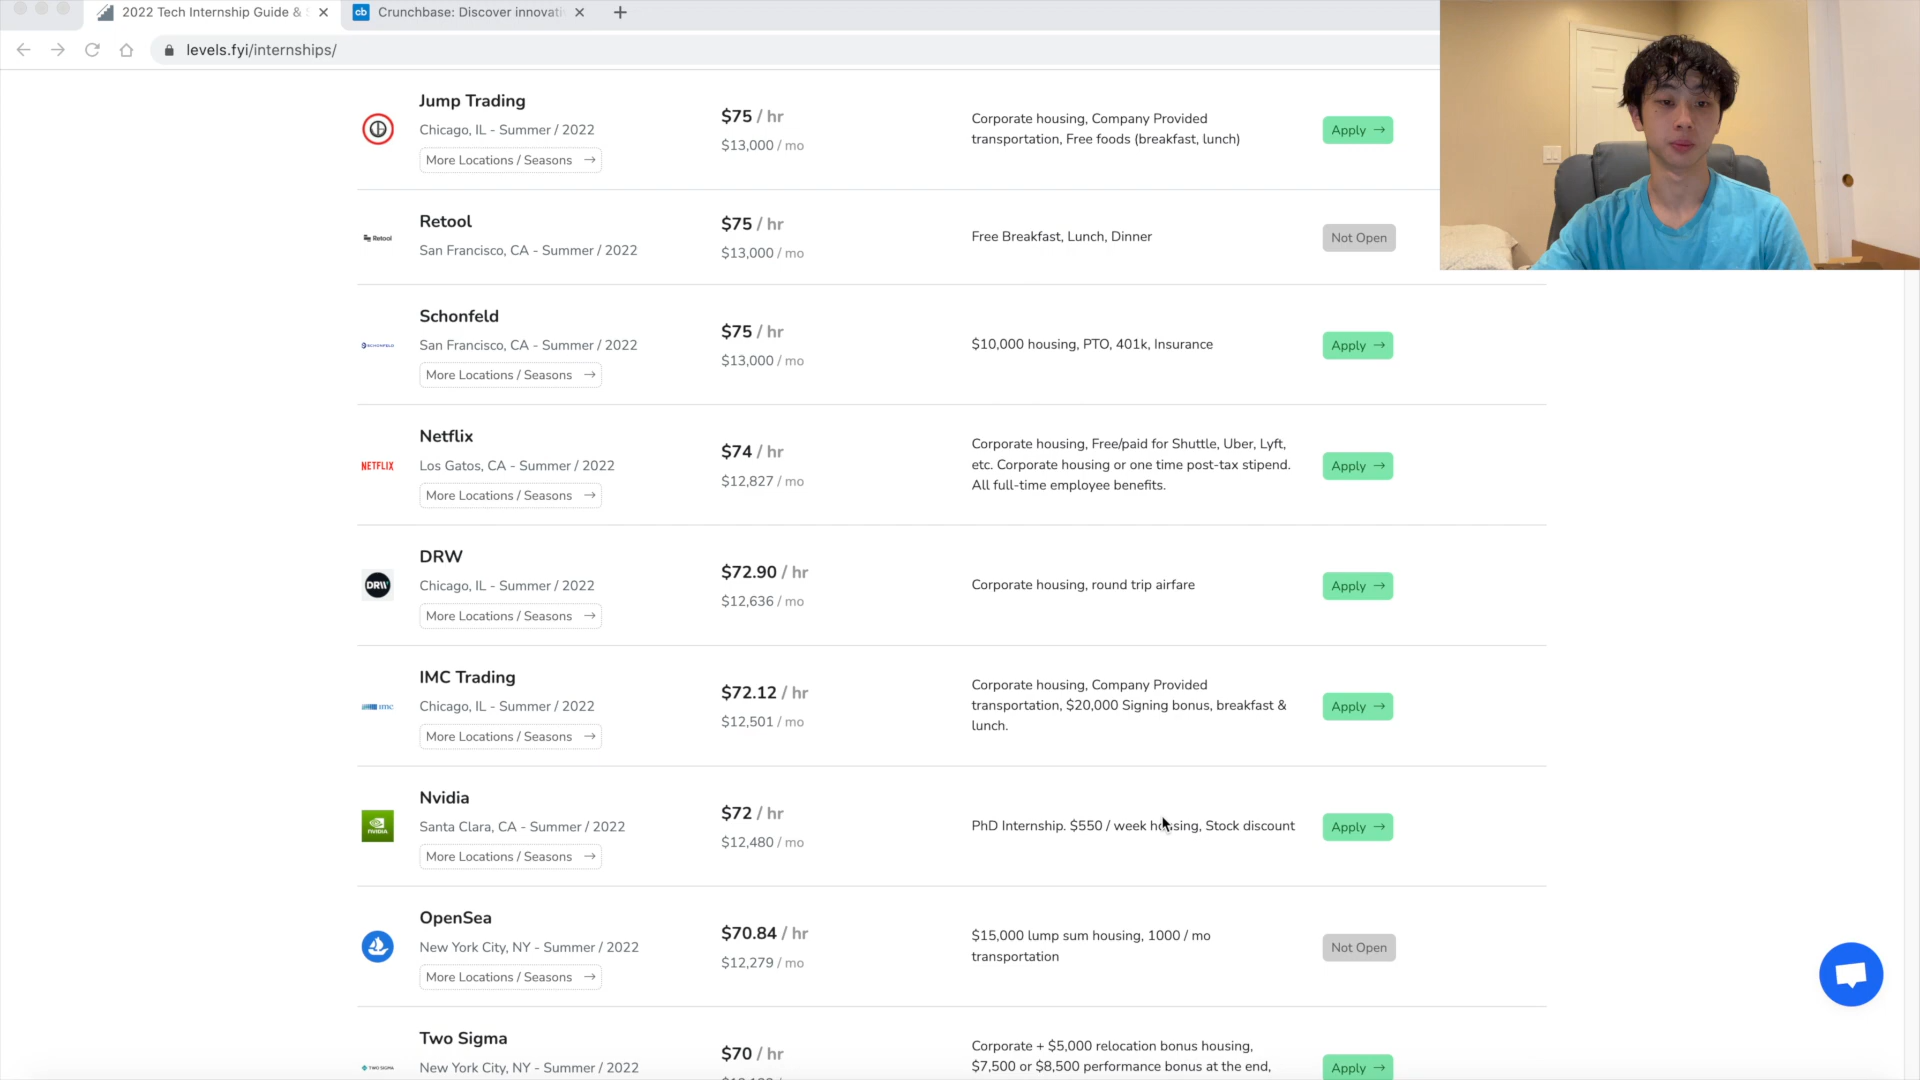 2022 Tech Internship Guide &
cb Crunchbase: Discover innovati
levels.fyi/internships/
Jump Trading
Chicago, IL - Summer / 2022
More Locations / Seasons →
$75 / hr
$13,000 / mo
Corporate housing, Company Provided
transportation, Free foods (breakfast, lunch)
Apply →
Retool
Retool
San Francisco, CA - Summer / 2022
$75 / hr
$13,000 / mo
Free Breakfast, Lunch, Dinner
Not Open
SCHONFELD
Schonfeld
San Francisco, CA - Summer / 2022
More Locations / Seasons →
$75 / hr
$13,000 / mo
$10,000 housing, PTO, 401k, Insurance
Apply →
NETFLIX
Netflix
Los Gatos, CA - Summer / 2022
More Locations / Seasons →
$74 / hr
$12,827 / mo
Corporate housing, Free/paid for Shuttle, Uber, Lyft,
etc. Corporate housing or one time post-tax stipend.
All full-time employee benefits.
Apply →
DRW
DRW
Chicago, IL - Summer / 2022
More Locations / Seasons →
$72.90 / hr
$12,636 / mo
Corporate housing, round trip airfare
Apply →
imc
IMC Trading
Chicago, IL - Summer / 2022
More Locations / Seasons →
$72.12 / hr
$12,501 / mo
Corporate housing, Company Provided
transportation, $20,000 Signing bonus, breakfast &
lunch.
Apply →
NVIDIA
Nvidia
Santa Clara, CA - Summer / 2022
More Locations / Seasons →
$72 / hr
$12,480 / mo
PhD Internship. $550 / week housing, Stock discount
Apply →
OpenSea
New York City, NY - Summer / 2022
More Locations / Seasons →
$70.84 / hr
$12,279 / mo
$15,000 lump sum housing, 1000 / mo
transportation
Not Open
TWO SIGMA
Two Sigma
New York City, NY - Summer / 2022
$70 / hr
Corporate + $5,000 relocation bonus housing,
$7,500 or $8,500 performance bonus at the end,
Apply →